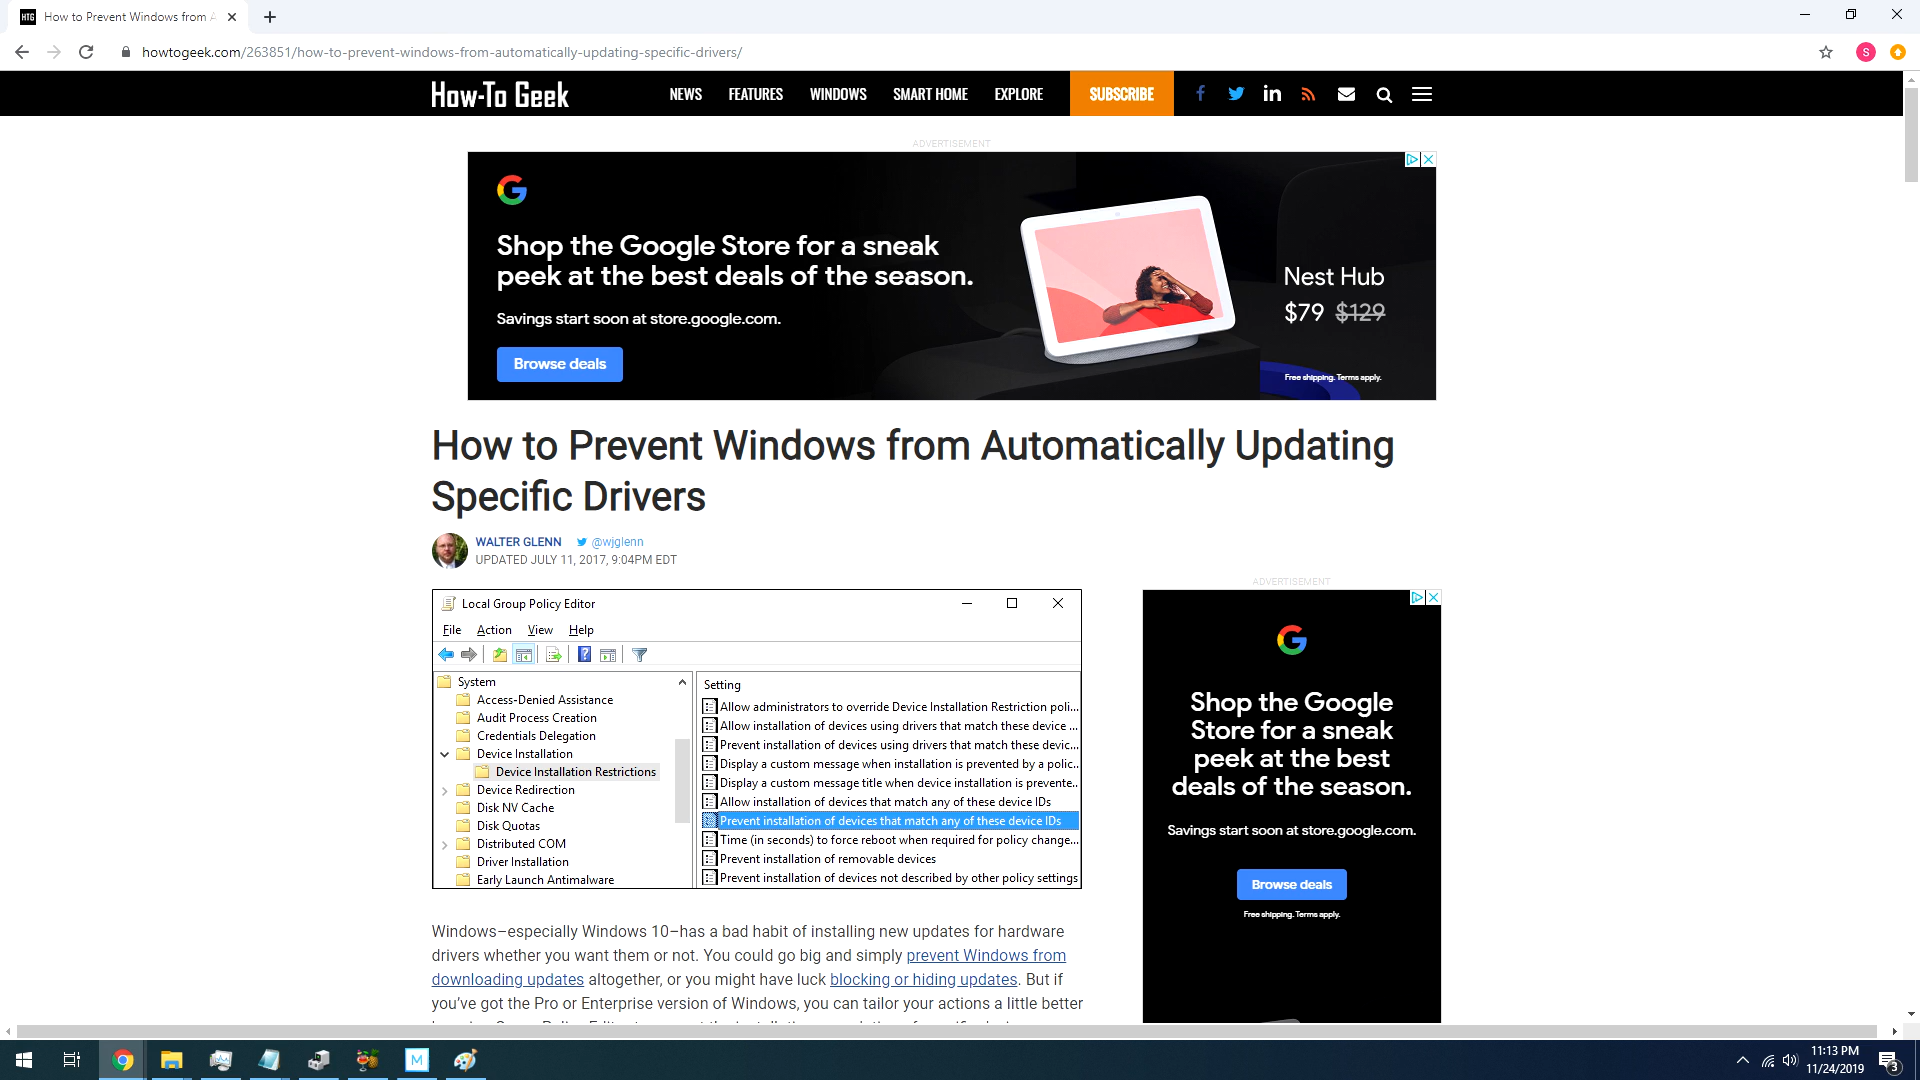 How to Prevent Windows from A
howtogeek.com/263851/how-to-prevent-windows-from-automatically-updating-specific-drivers/
S
HTG
How-To Geek
NEWS FEATURES WINDOWS SMART HOME EXPLORE SUBSCRIBE
ADVERTISEMENT
Shop the Google Store for a sneak
peek at the best deals of the season.
Savings start soon at store.google.com.
Browse deals
Nest Hub
$79 $129
Free shipping. Terms apply.
How to Prevent Windows from Automatically Updating
Specific Drivers
WALTER GLENN @wjglenn
UPDATED JULY 11, 2017, 9:04PM EDT
Local Group Policy Editor
File Action View Help
System
Access-Denied Assistance
Audit Process Creation
Credentials Delegation
Device Installation
Device Installation Restrictions
Device Redirection
Disk NV Cache
Disk Quotas
Distributed COM
Driver Installation
Early Launch Antimalware
Setting
Allow administrators to override Device Installation Restriction poli...
Allow installation of devices using drivers that match these device ...
Prevent installation of devices using drivers that match these devic...
Display a custom message when installation is prevented by a polic...
Display a custom message title when device installation is prevente...
Allow installation of devices that match any of these device IDs
Prevent installation of devices that match any of these device IDs
Time (in seconds) to force reboot when required for policy change...
Prevent installation of removable devices
Prevent installation of devices not described by other policy settings
Windows–especially Windows 10–has a bad habit of installing new updates for hardware
drivers whether you want them or not. You could go big and simply prevent Windows from
downloading updates altogether, or you might have luck blocking or hiding updates. But if
you've got the Pro or Enterprise version of Windows, you can tailor your actions a little better
ADVERTISEMENT
Shop the Google
Store for a sneak
peek at the best
deals of the season.
Savings start soon at store.google.com.
Browse deals
Free shipping. Terms apply.
M
11:13 PM
11/24/2019
3